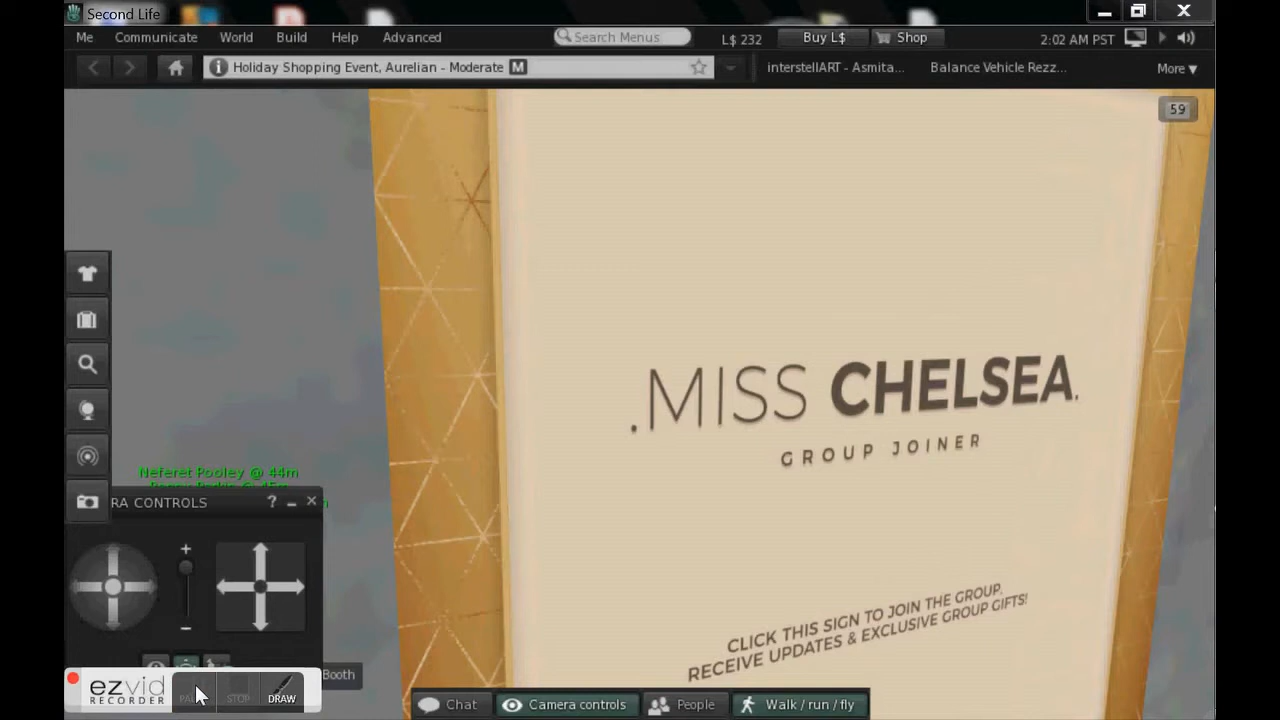 Second Life
Me Communicate World Build Help Advanced Search Menus L$ 232 Buy L$ Shop 2:02 AM PST
Holiday Shopping Event, Aurelian - Moderate M interstellART - Asmita... Balance Vehicle Rezz... More
59
.MISS CHELSEA.
GROUP JOINER
CLICK THIS SIGN TO JOIN THE GROUP,
RECEIVE UPDATES & EXCLUSIVE GROUP GIFTS!
Neferet Pooley @ 44m
RA CONTROLS ?
Booth
ezvid
RECORDER
STOP DRAW
Chat Camera controls People Walk / run / fly